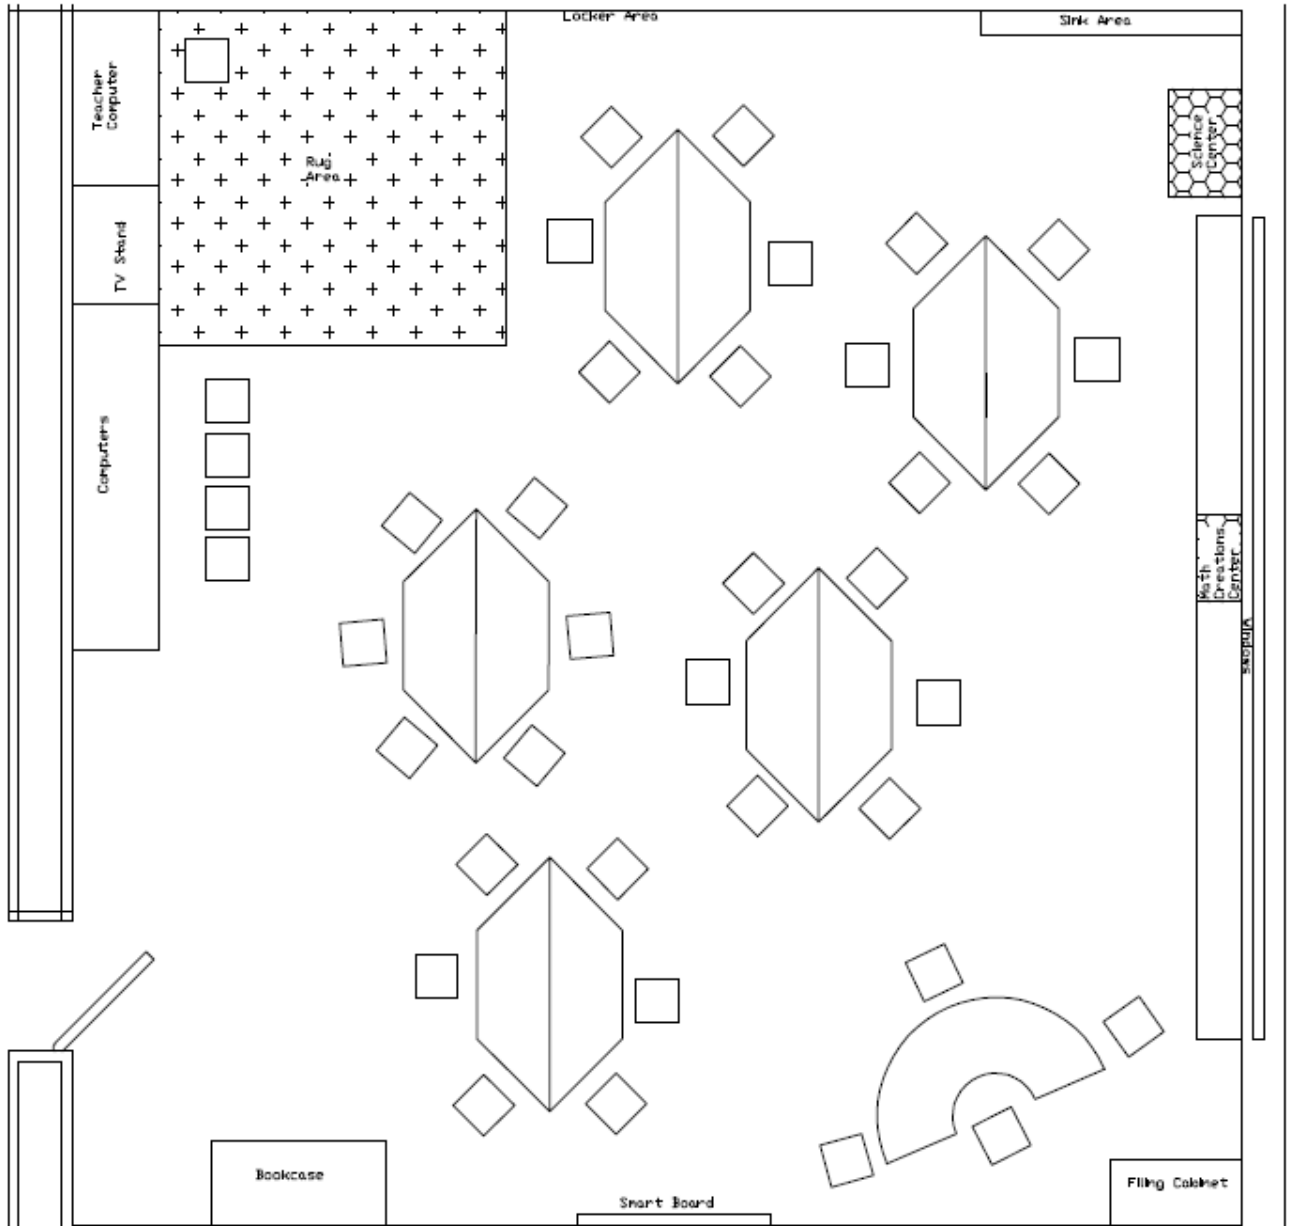 Locker Area
Sink Area
Teacher
Computer
Science
Center
Rug
Area
TV Stand
Computers
Math
Creations
Center
Windows
Bookcase
Smart Board
Filing Cabinet